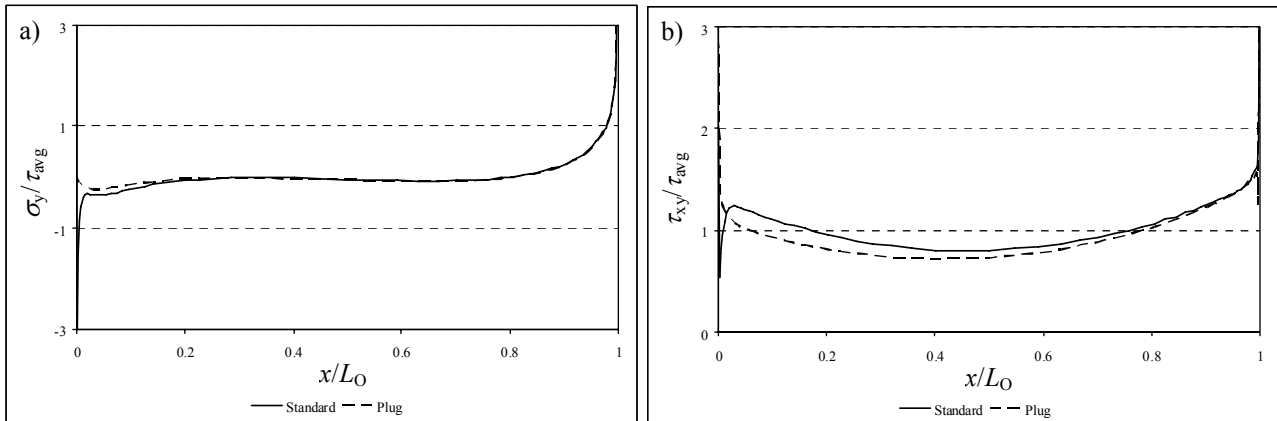 a)
3
1
-1
-3
σy/τavg
0
0.2
0.4
0.6
0.8
1
x/LO
Standard
Plug
b)
3
2
1
0
τxy/τavg
0
0.2
0.4
0.6
0.8
1
x/LO
Standard
Plug